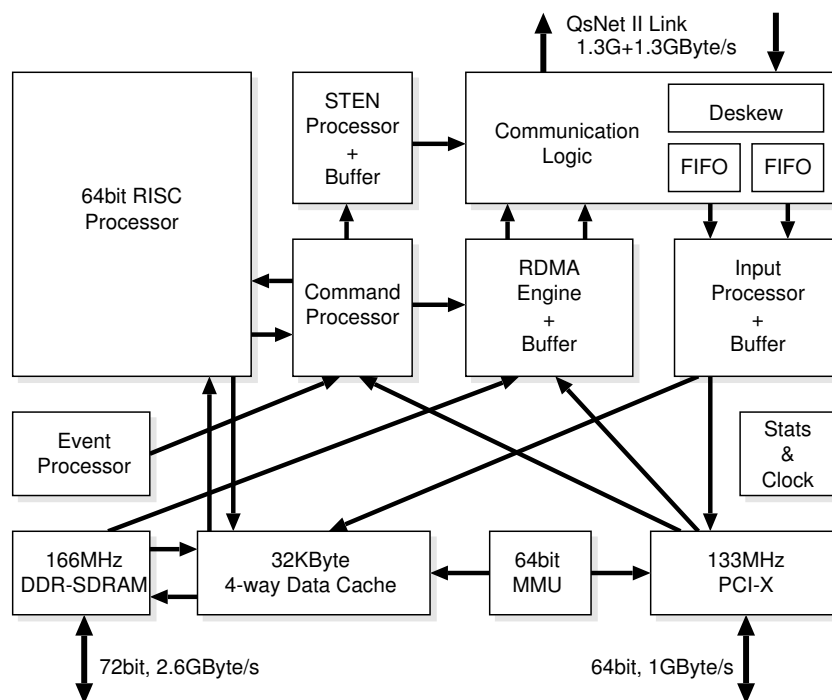 QsNet II Link
1.3G+1.3GByte/s
64bit RISC
Processor
STEN
Processor
+
Buffer
Communication
Logic
Deskew
FIFO
FIFO
Command
Processor
RDMA
Engine
+
Buffer
Input
Processor
+
Buffer
Event
Processor
Stats
&
Clock
166MHz
DDR-SDRAM
32KByte
4-way Data Cache
64bit
MMU
133MHz
PCI-X
72bit, 2.6GByte/s
64bit, 1GByte/s